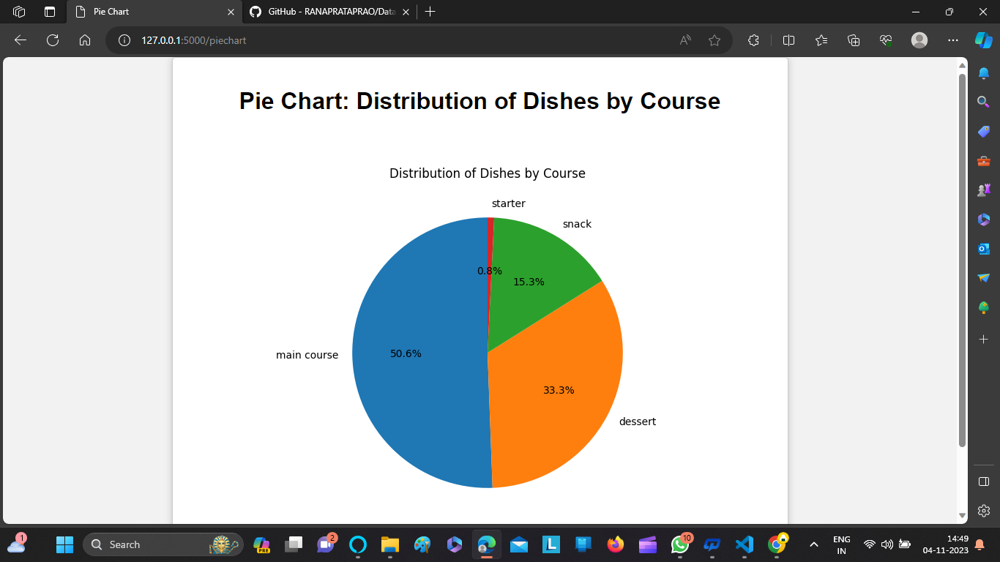 Pie Chart
GitHub - RANAPRATAPRAO/Data
127.0.0.1:5000/piechart
Pie Chart: Distribution of Dishes by Course
Distribution of Dishes by Course
starter
snack
0.8%
15.3%
main course
50.6%
33.3%
dessert
1
Search
PRE
2
L
10
ENG
IN
14:49
04-11-2023